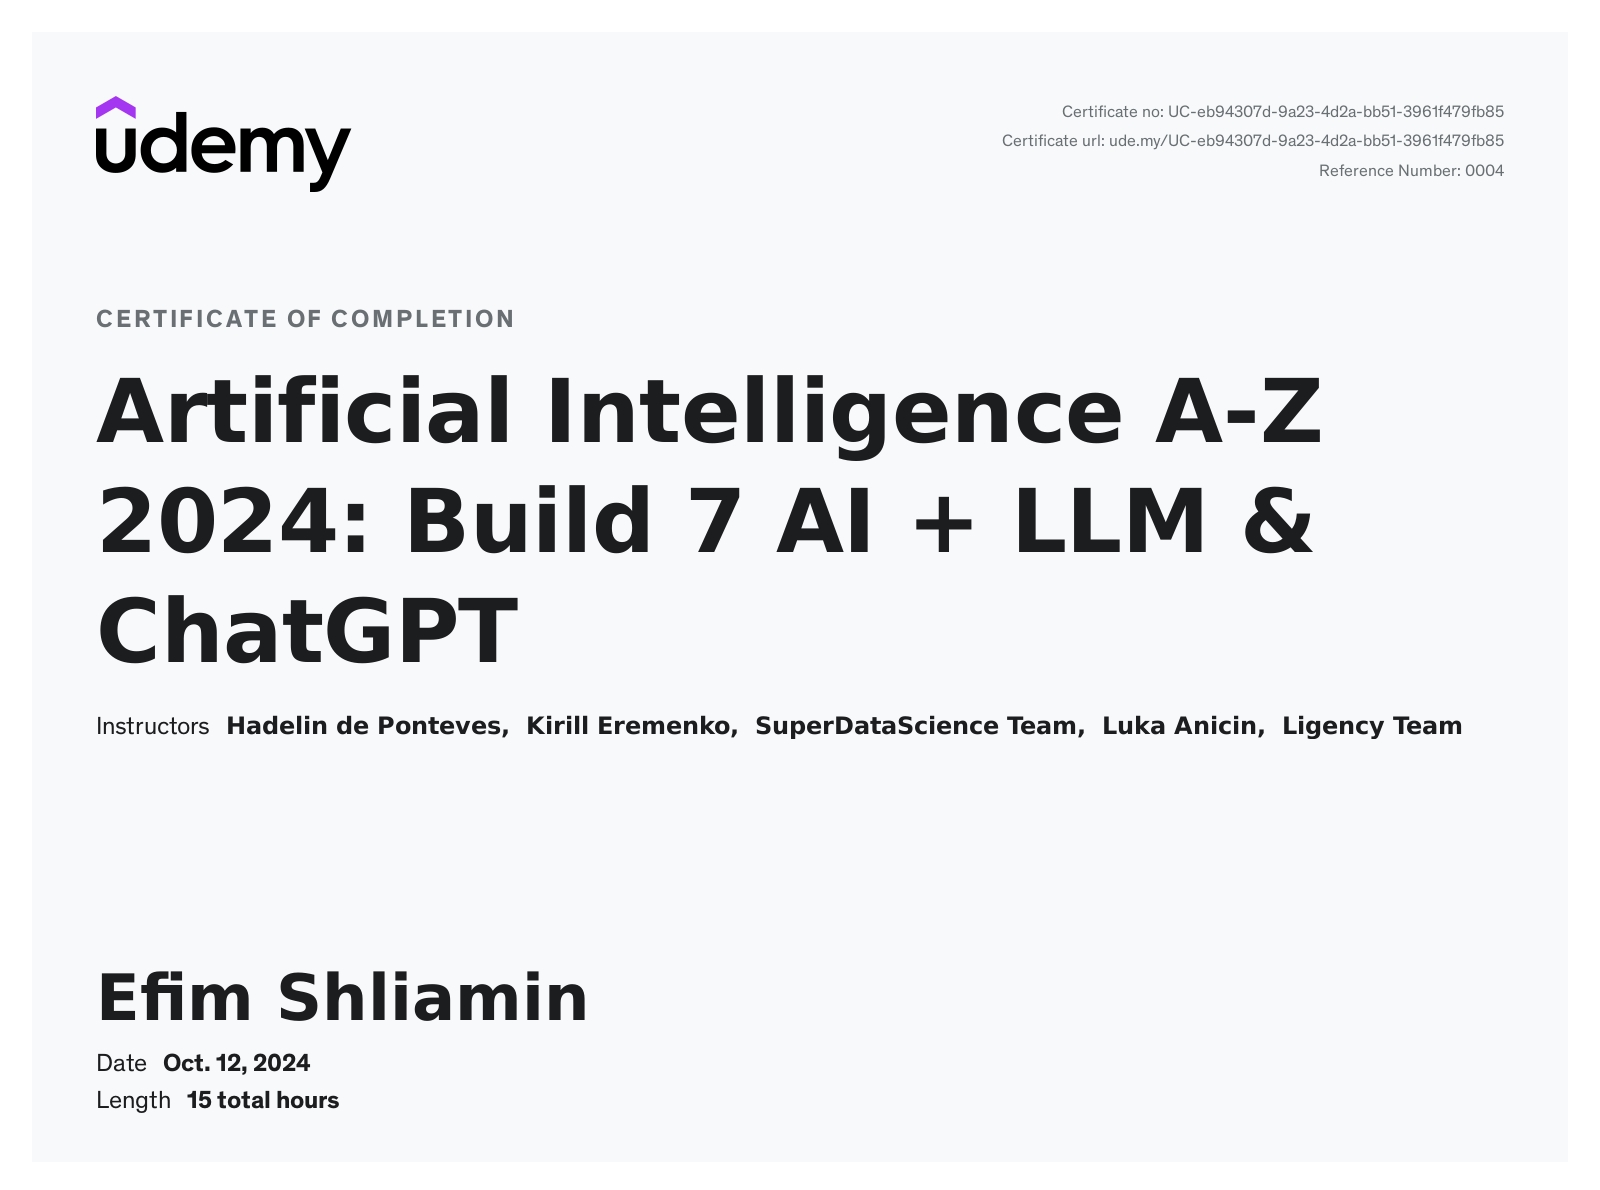 udemy
Certificate no: UC-eb94307d-9a23-4d2a-bb51-3961f479fb85
Certificate url: ude.my/UC-eb94307d-9a23-4d2a-bb51-3961f479fb85
Reference Number: 0004
CERTIFICATE OF COMPLETION
Artificial Intelligence A-Z
2024: Build 7 AI + LLM &
ChatGPT
Instructors Hadelin de Ponteves, Kirill Eremenko, SuperDataScience Team, Luka Anicin, Ligency Team
Efim Shliamin
Date Oct. 12, 2024
Length 15 total hours